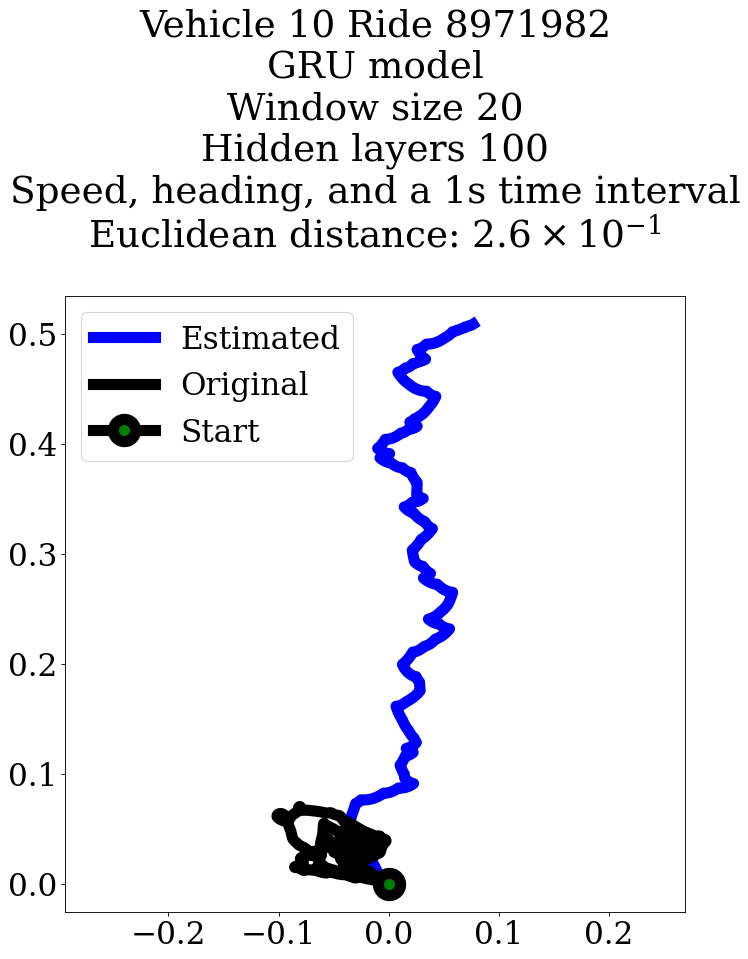 Vehicle 10 Ride 8971982
GRU model
Window size 20
Hidden layers 100
Speed, heading, and a 1s time interval
Euclidean distance: 2.6 × 10⁻¹
Estimated
Original
Start
0.5
0.4
0.3
0.2
0.1
0.0
−0.2 −0.1 0.0 0.1 0.2